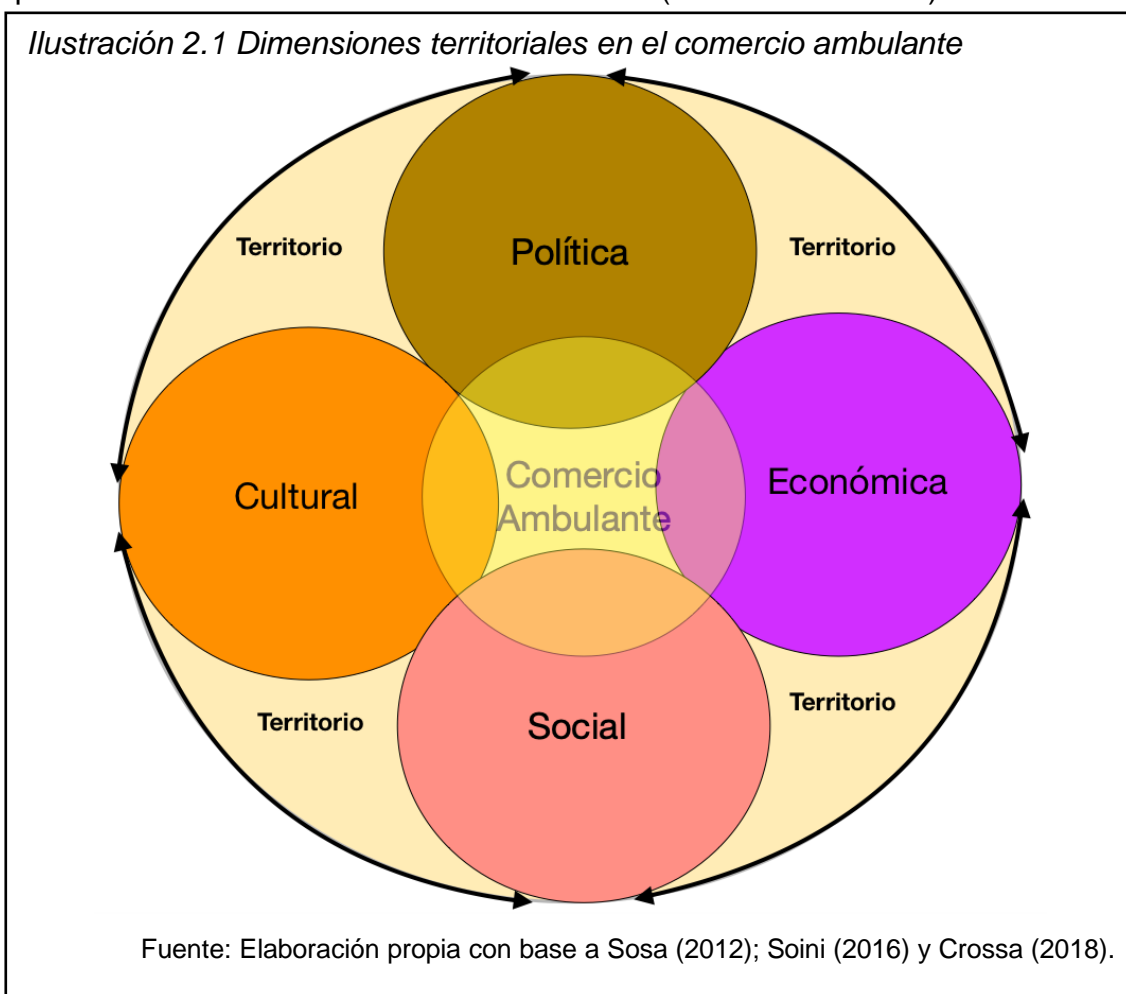 Ilustración 2.1 Dimensiones territoriales en el comercio ambulante
Territorio
Política
Territorio
Cultural
Comercio
Ambulante
Económica
Territorio
Social
Territorio
Fuente: Elaboración propia con base a Sosa (2012); Soini (2016) y Crossa (2018).